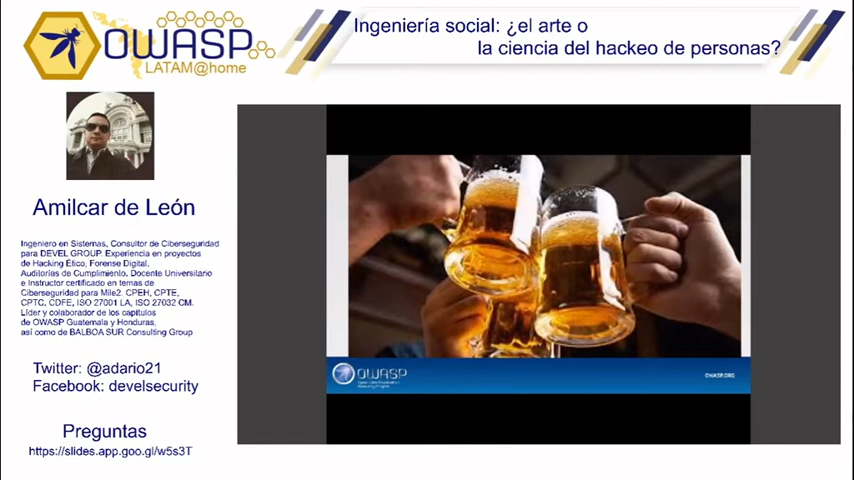 OWASP
LATAM@home
Ingeniería social: ¿el arte o
la ciencia del hackeo de personas?
Amilcar de León
Ingeniero en Sistemas, Consultor de Ciberseguridad
para DEVEL GROUP. Experiencia en proyectos
de Hacking Ético, Forense Digital.
Auditorías de Cumplimiento. Docente Universitario
e Instructor certificado en temas de
Ciberseguridad para Mile2. CPEH, CPTE,
CPTC, CDFE, ISO 27001 LA, ISO 27032 CM.
Líder y colaborador de los capítulos
de OWASP Guatemala y Honduras,
así como de BALBOA SUR Consulting Group
Twitter: @adario21
Facebook: develsecurity
Preguntas
https://slides.app.goo.gl/w5s3T
OWASP
OWASP.ORG